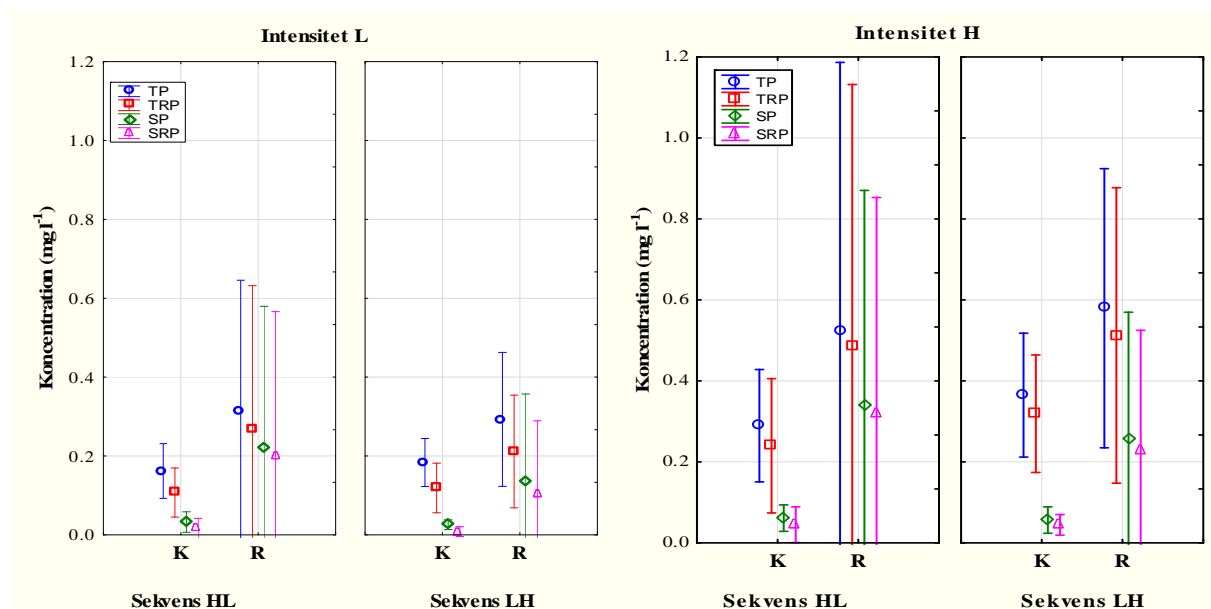 Intensitet L
Koncentration (mg l-1)
1.2
1.0
0.8
0.6
0.4
0.2
0.0
TP
TRP
SP
SRP
K R
K R
Sekvens HL Sekvens LH
Intensitet H
Koncentration (mg l-1)
1.2
1.0
0.8
0.6
0.4
0.2
0.0
TP
TRP
SP
SRP
K R
K R
Sekvens HL Sekvens LH